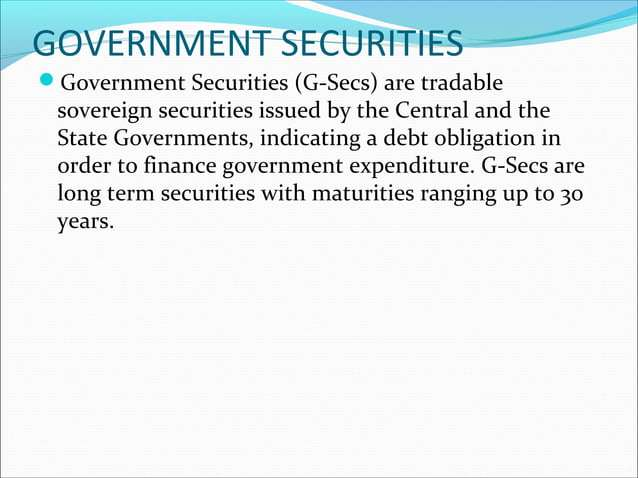 GOVERNMENT SECURITIES
Government Securities (G-Secs) are tradable
sovereign securities issued by the Central and the
State Governments, indicating a debt obligation in
order to finance government expenditure. G-Secs are
long term securities with maturities ranging up to 30
years.